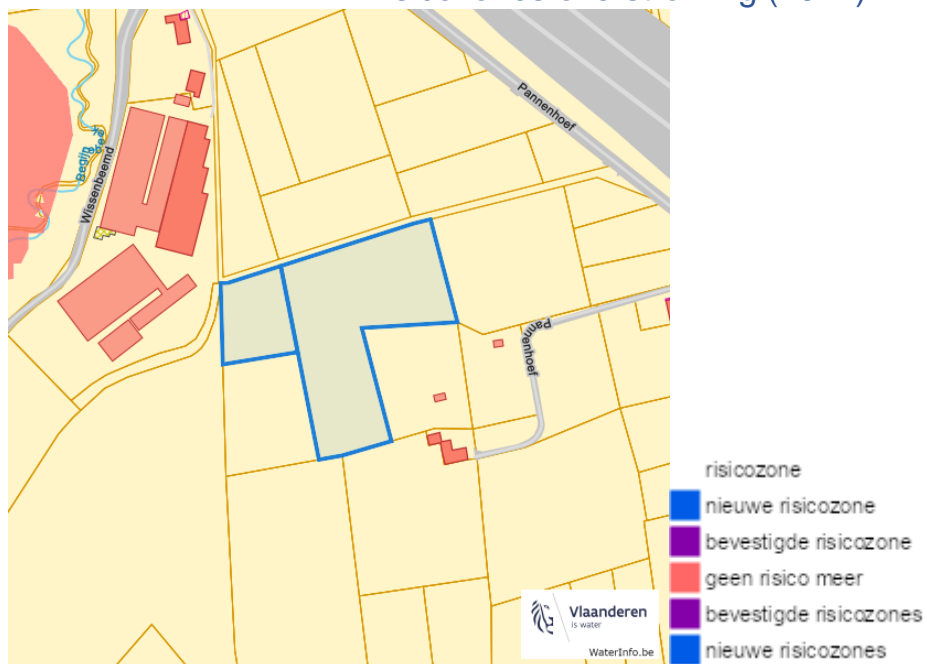 Pannenhoef
Begijn
Wissenbeemd
Pannenhoef
risicozone
nieuwe risicozone
bevestigde risicozone
geen risico meer
bevestigde risicozones
nieuwe risicozones
Vlaanderen
is water
WaterInfo.be